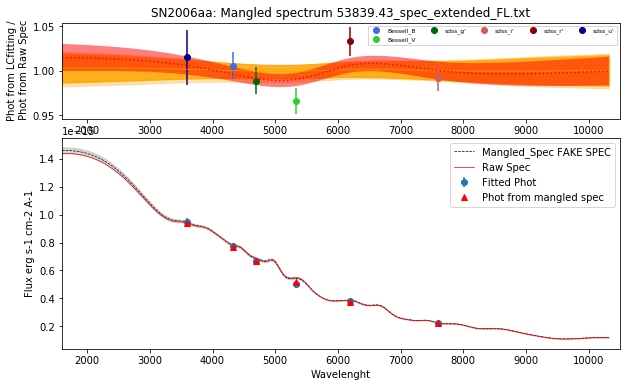 SN2006aa: Mangled spectrum 53839.43_spec_extended_FL.txt
Phot from LCfitting /
Phot from Raw Spec
1.05
1.00
0.95
Bessell_B
Bessell_V
sdss_g'
sdss_i'
sdss_r'
sdss_u'
2000 3000 4000 5000 6000 7000 8000 9000 10000
1e−15
Flux erg s-1 cm-2 A-1
1.4
1.2
1.0
0.8
0.6
0.4
0.2
Mangled_Spec FAKE SPEC
Raw Spec
Fitted Phot
Phot from mangled spec
2000 3000 4000 5000 6000 7000 8000 9000 10000
Wavelenght